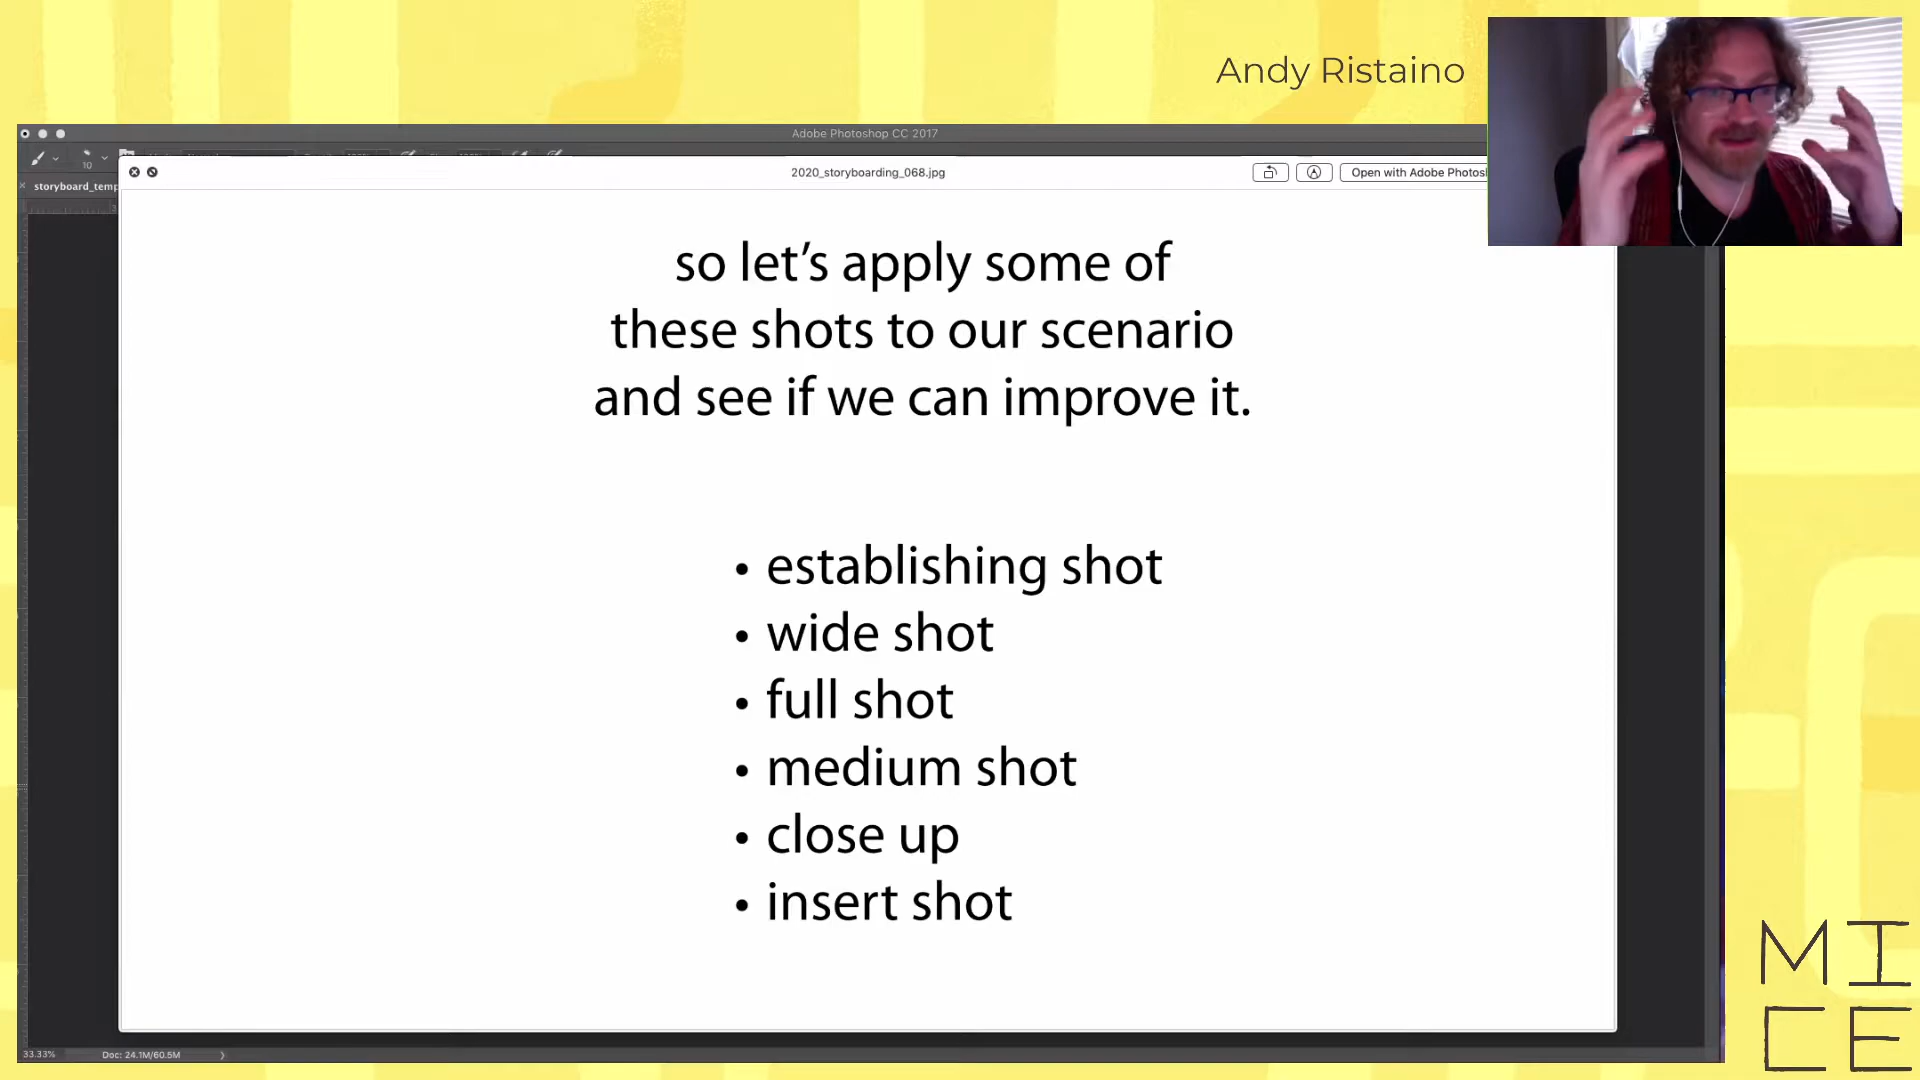 Andy Ristaino
Adobe Photoshop CC 2017
10
storyboard_temp
2020_storyboarding_068.jpg
Open with Adobe Photos
so let’s apply some of
these shots to our scenario
and see if we can improve it.
• establishing shot
• wide shot
• full shot
• medium shot
• close up
• insert shot
MI
CE
33.33%
Doc: 24.1M/60.5M